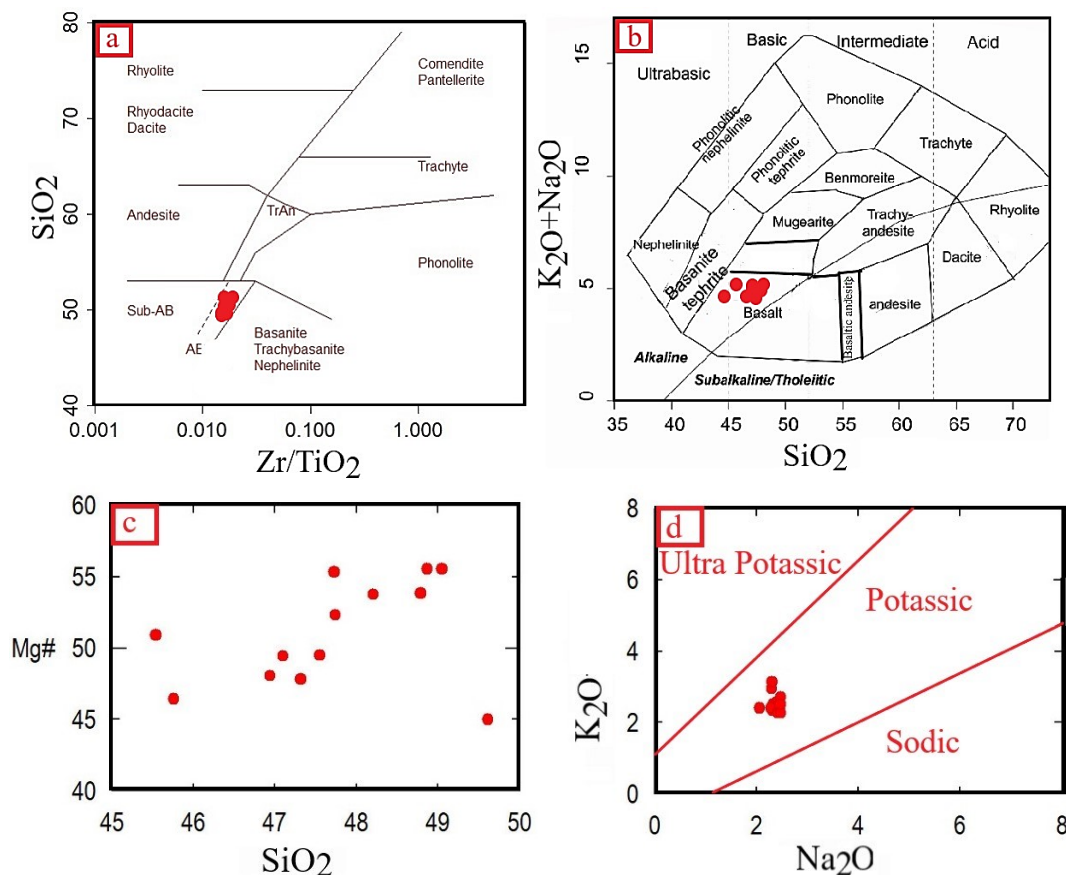 a
80
70
60
50
40
SiO2
Rhyolite
Comendite
Pantellerite
Rhyodacite
Dacite
Trachyte
Andesite
TrAn
Phonolite
Sub-AB
AE
Basanite
Trachybasanite
Nephelinite
0.001
0.010
0.100
1.000
Zr/TiO2
b
15
10
5
0
K2O+Na2O
Ultrabasic
Basic
Intermediate
Acid
Phonolitic
nephelinite
Phonolite
Phonclitic
tephrite
Trachyte
Benmoreite
Nephelinite
Mugearite
Trachy-
andesite
Rhyolite
Basanite
tephrite
Dacite
Basalt
Basaltic andesite
andesite
Alkaline
Subalkaline/Tholeiitic
35
40
45
50
55
60
65
70
SiO2
c
60
55
50
45
40
Mg#
45
46
47
48
49
50
SiO2
d
8
6
4
2
0
K2O
Ultra Potassic
Potassic
Sodic
0
2
4
6
8
Na2O